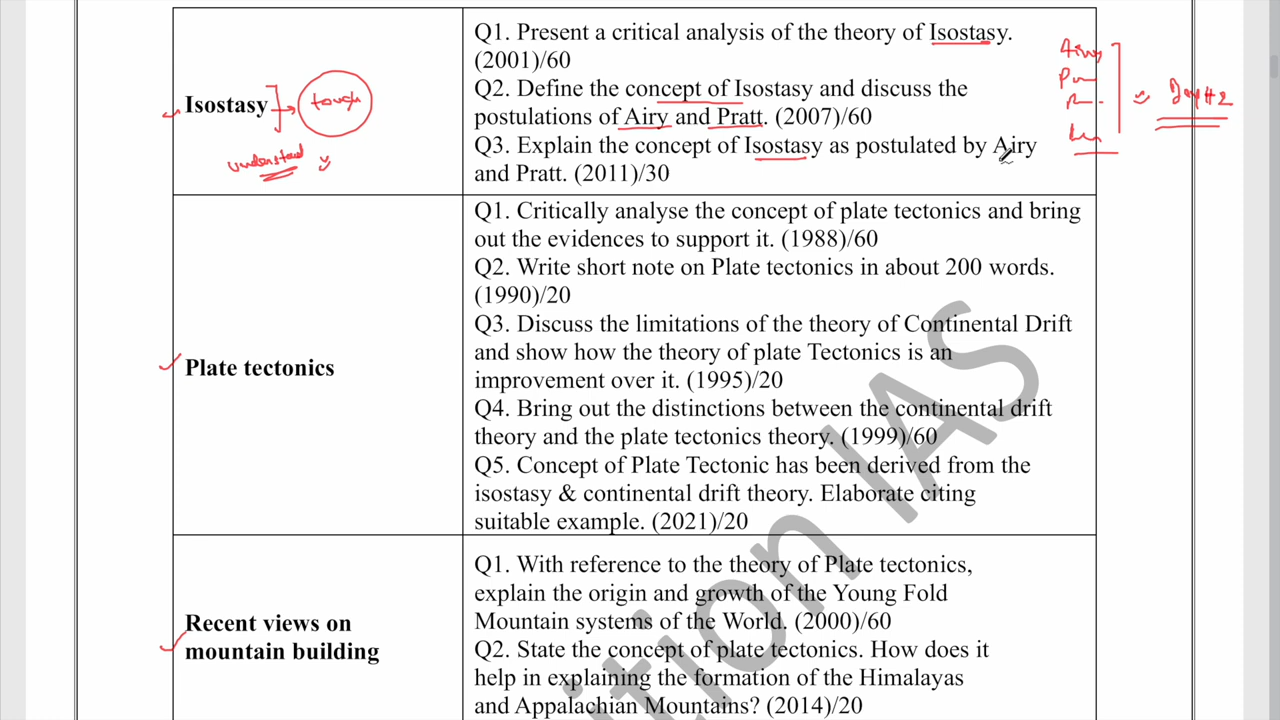 Isostasy
tough
understand
Q1. Present a critical analysis of the theory of Isostasy.
(2001)/60
Q2. Define the concept of Isostasy and discuss the
postulations of Airy and Pratt. (2007)/60
Q3. Explain the concept of Isostasy as postulated by Airy
and Pratt. (2011)/30
Airy
Day#2
Plate tectonics
Q1. Critically analyse the concept of plate tectonics and bring
out the evidences to support it. (1988)/60
Q2. Write short note on Plate tectonics in about 200 words.
(1990)/20
Q3. Discuss the limitations of the theory of Continental Drift
and show how the theory of plate Tectonics is an
improvement over it. (1995)/20
Q4. Bring out the distinctions between the continental drift
theory and the plate tectonics theory. (1999)/60
Q5. Concept of Plate Tectonic has been derived from the
isostasy & continental drift theory. Elaborate citing
suitable example. (2021)/20
Recent views on
mountain building
Q1. With reference to the theory of Plate tectonics,
explain the origin and growth of the Young Fold
Mountain systems of the World. (2000)/60
Q2. State the concept of plate tectonics. How does it
help in explaining the formation of the Himalayas
and Appalachian Mountains? (2014)/20
ition IAS